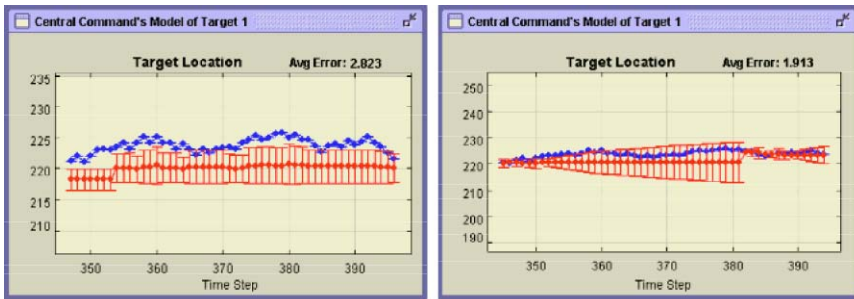 Central Command's Model of Target 1
Target Location Avg Error: 2.823
235
230
225
220
215
210
350 360 370 380 390
Time Step
Central Command's Model of Target 1
Target Location Avg Error: 1.913
250
240
230
220
210
200
190
350 360 370 380 390
Time Step